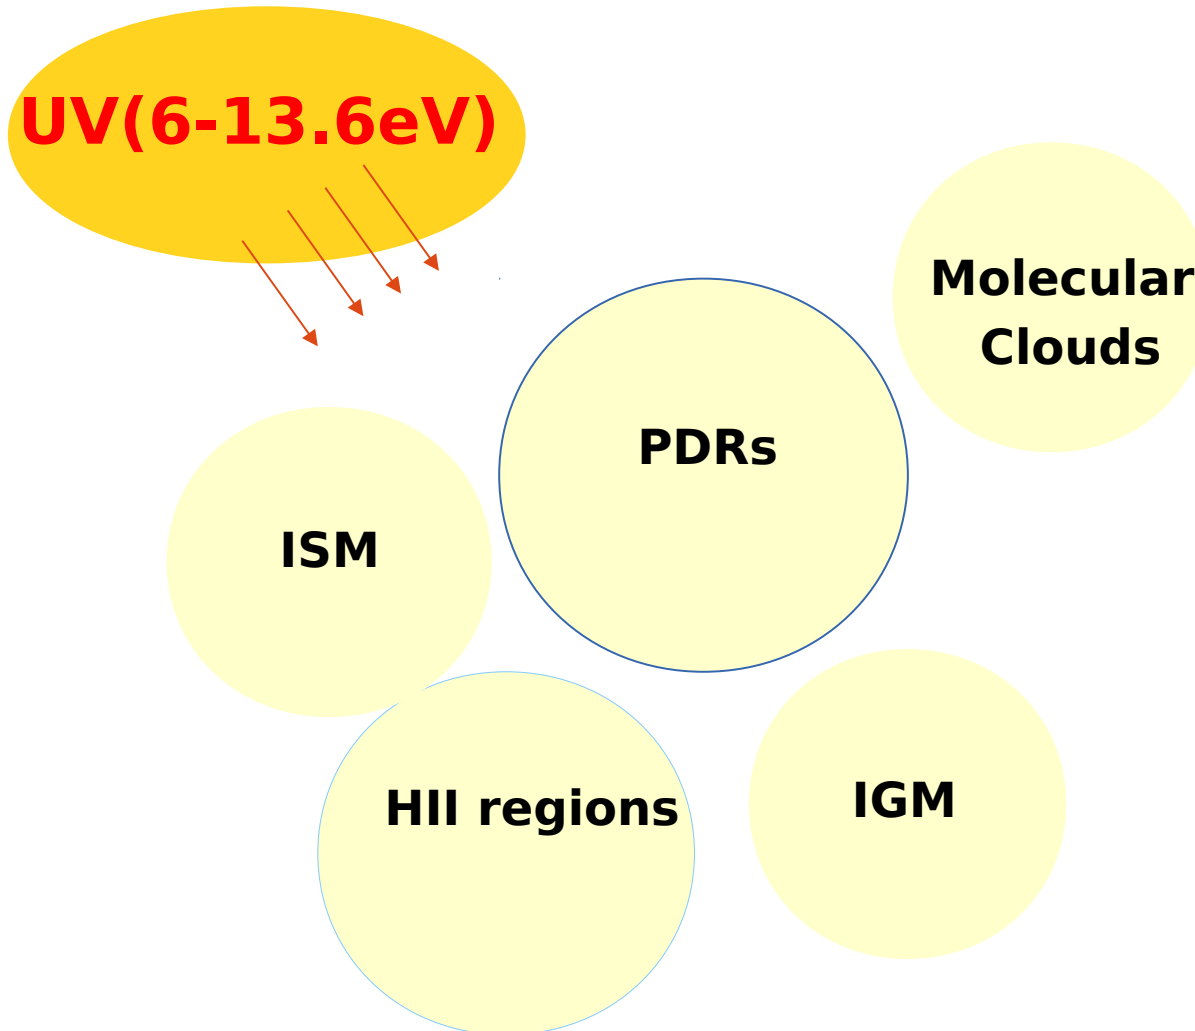 UV(6-13.6eV)
Molecular
Clouds
PDRs
ISM
HII regions
IGM